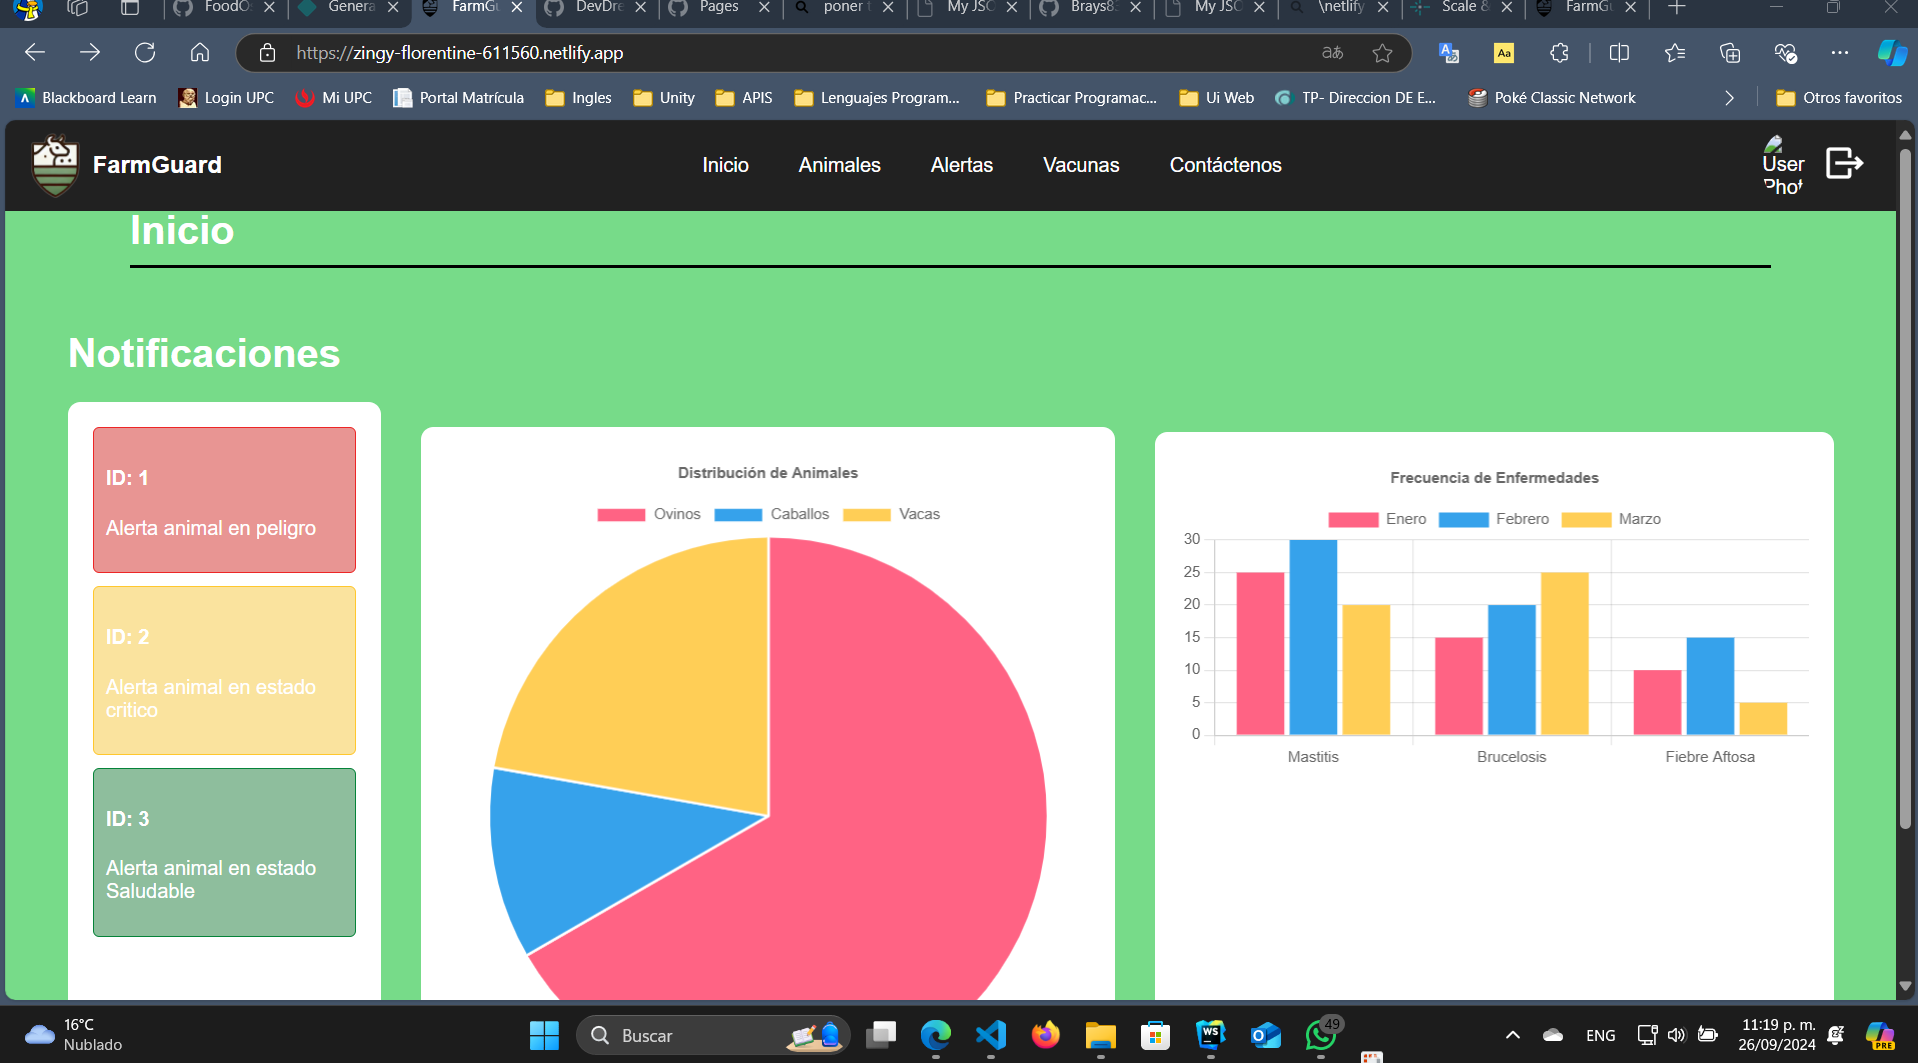 FoodO
Genera
FarmGu
DevDre
Pages
poner t
My JSO
Brays8
My JSO
\netlify
Scale &
FarmGu
https://zingy-florentine-611560.netlify.app
Blackboard Learn
Login UPC
Mi UPC
Portal Matrícula
Ingles
Unity
APIS
Lenguajes Program...
Practicar Programac...
Ui Web
TP- Direccion DE E...
Poké Classic Network
Otros favoritos
FarmGuard
Inicio
Animales
Alertas
Vacunas
Contáctenos
User
Phot
Inicio
Notificaciones
ID: 1
Alerta animal en peligro
ID: 2
Alerta animal en estado
critico
ID: 3
Alerta animal en estado
Saludable
Distribución de Animales
Ovinos
Caballos
Vacas
Frecuencia de Enfermedades
Enero
Febrero
Marzo
30
25
20
15
10
5
0
Mastitis
Brucelosis
Fiebre Aftosa
16°C
Nublado
Buscar
49
ENG
11:19 p. m.
26/09/2024